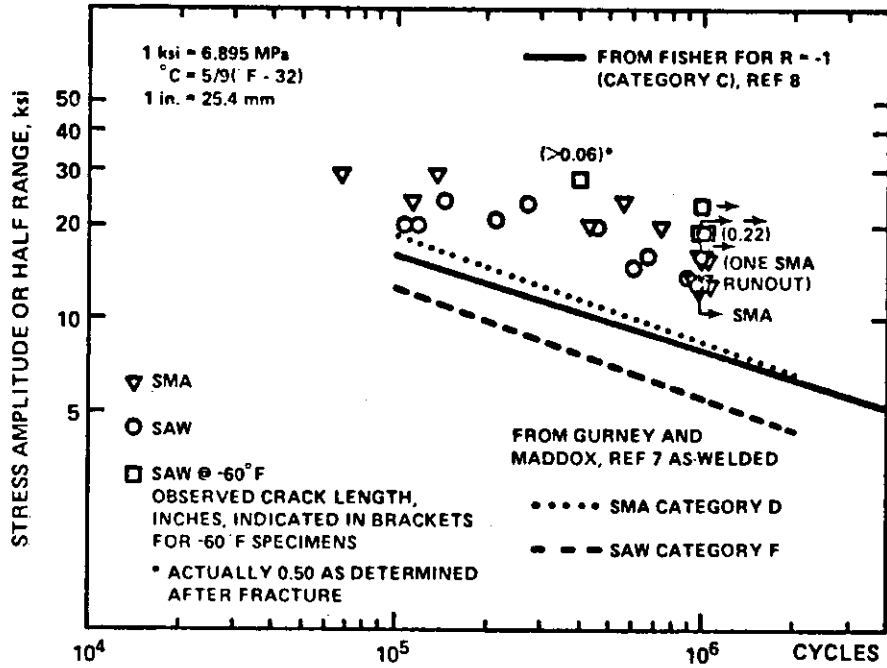 1 ksi = 6.895 MPa
°C = 5/9( F - 32)
1 in. = 25.4 mm
FROM FISHER FOR R = -1
(CATEGORY C), REF 8
STRESS AMPLITUDE OR HALF RANGE, ksi
50
40
30
20
10
5
(>0.06)*
(0.22)
(ONE SMA
RUNOUT)
SMA
SMA
SAW
SAW @ -60°F
OBSERVED CRACK LENGTH,
INCHES, INDICATED IN BRACKETS
FOR -60 F SPECIMENS
* ACTUALLY 0.50 AS DETERMINED
AFTER FRACTURE
FROM GURNEY AND
MADDOX, REF 7 AS-WELDED
SMA CATEGORY D
SAW CATEGORY F
10⁴
10⁵
10⁶
CYCLES